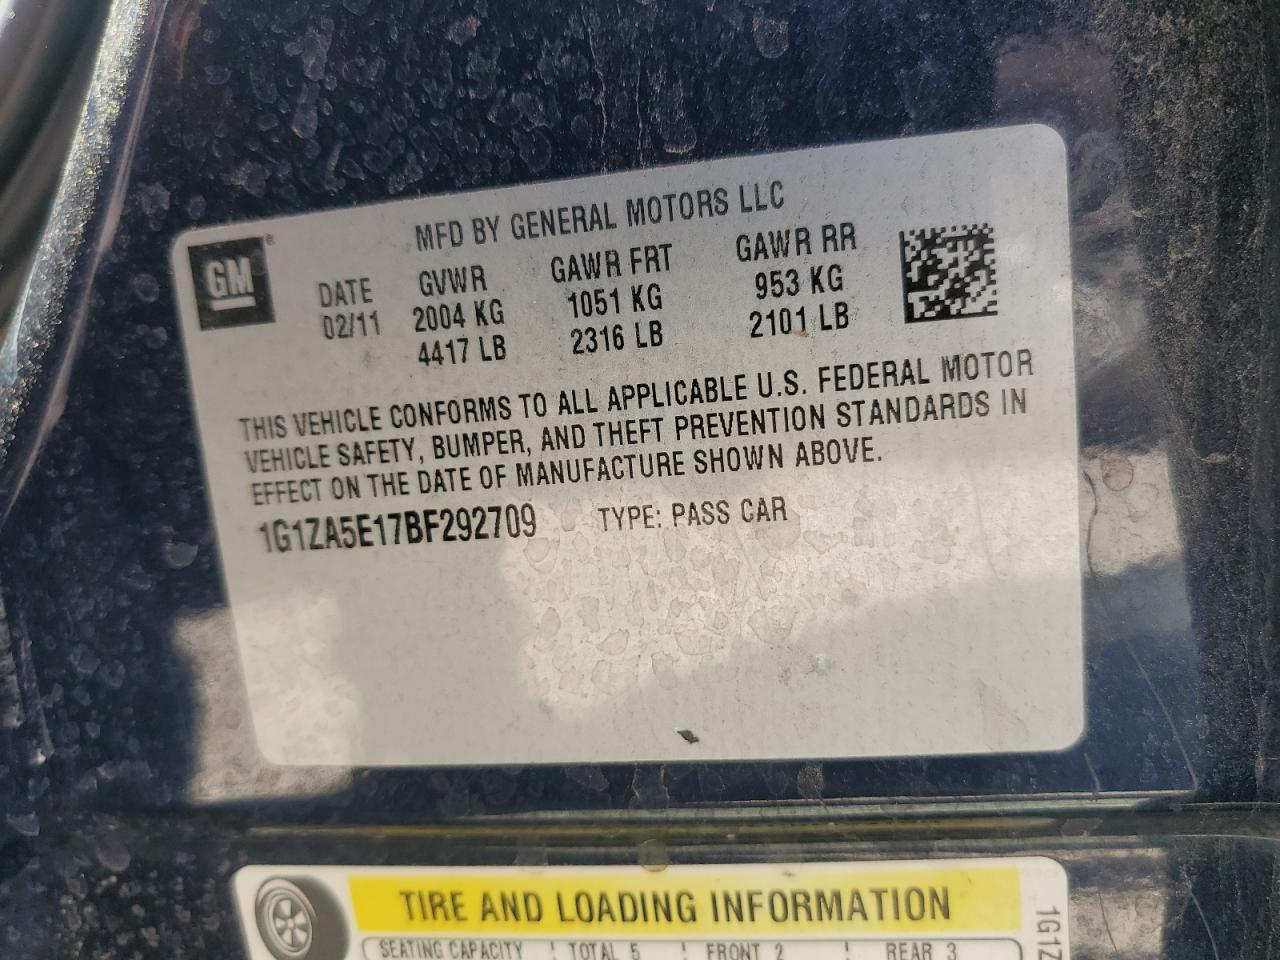 MFD BY GENERAL MOTORS LLC
GM®
DATE GVWR GAWR FRT GAWR RR
02/11 2004 KG 1051 KG 953 KG
4417 LB 2316 LB 2101 LB
THIS VEHICLE CONFORMS TO ALL APPLICABLE U.S. FEDERAL MOTOR
VEHICLE SAFETY, BUMPER, AND THEFT PREVENTION STANDARDS IN
EFFECT ON THE DATE OF MANUFACTURE SHOWN ABOVE.
1G1ZA5E17BF292709 TYPE: PASS CAR
TIRE AND LOADING INFORMATION
SEATING CAPACITY TOTAL 5 FRONT 2 REAR 3
1G1Z